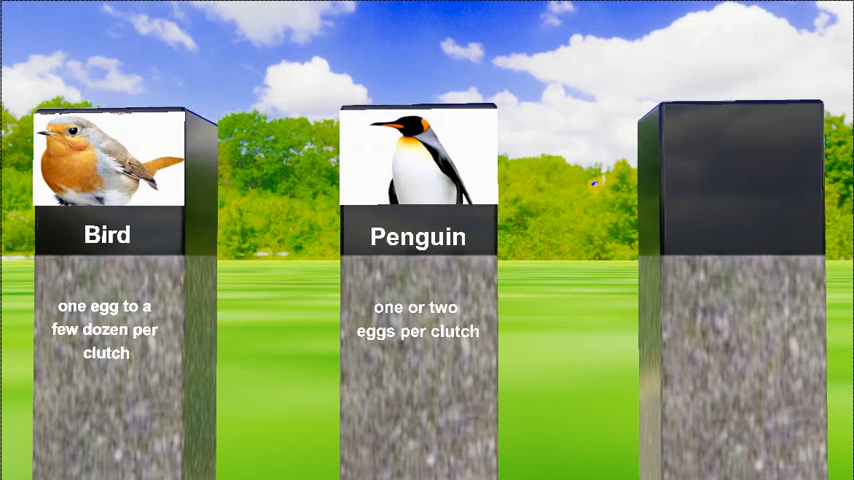 Bird
one egg to a
few dozen per
clutch
Penguin
one or two
eggs per clutch